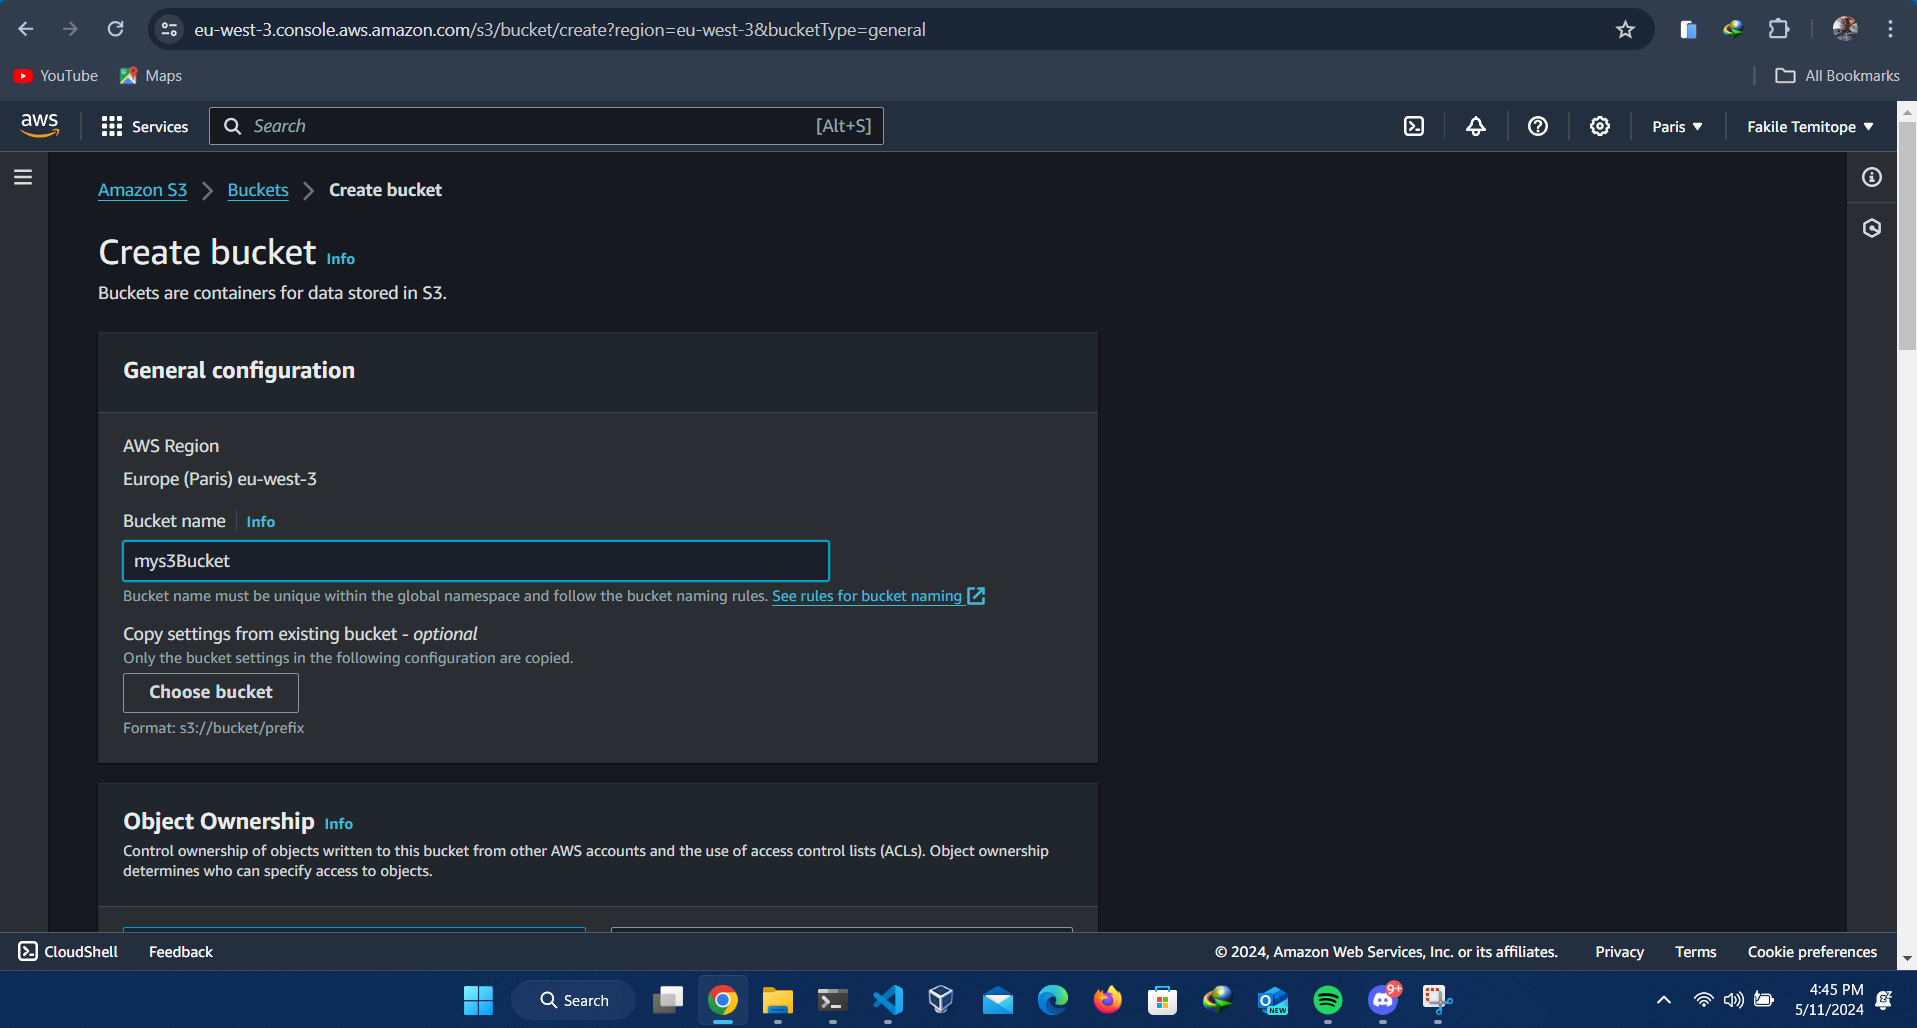 eu-west-3.console.aws.amazon.com/s3/bucket/create?region=eu-west-3&bucketType=general
YouTube Maps All Bookmarks
aws Services Search [Alt+S] Paris Fakile Temitope
Amazon S3 Buckets Create bucket
Create bucket Info
Buckets are containers for data stored in S3.
General configuration
AWS Region
Europe (Paris) eu-west-3
Bucket name Info
mys3Bucket
Bucket name must be unique within the global namespace and follow the bucket naming rules. See rules for bucket naming
Copy settings from existing bucket - optional
Only the bucket settings in the following configuration are copied.
Choose bucket
Format: s3://bucket/prefix
Object Ownership Info
Control ownership of objects written to this bucket from other AWS accounts and the use of access control lists (ACLs). Object ownership
determines who can specify access to objects.
CloudShell Feedback © 2024, Amazon Web Services, Inc. or its affiliates. Privacy Terms Cookie preferences
Search NEW 9+ 4:45 PM
5/11/2024